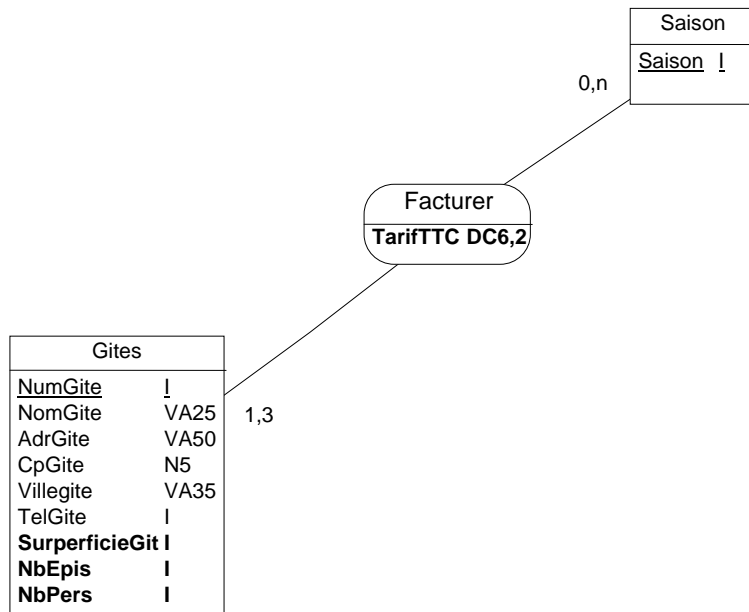 Saison
Saison I
0,n
Facturer
TarifTTC DC6,2
Gites
NumGite I
NomGite VA25
1,3
AdrGite VA50
CpGite N5
Villegite VA35
TelGite I
SurperficieGit I
NbEpis I
NbPers I